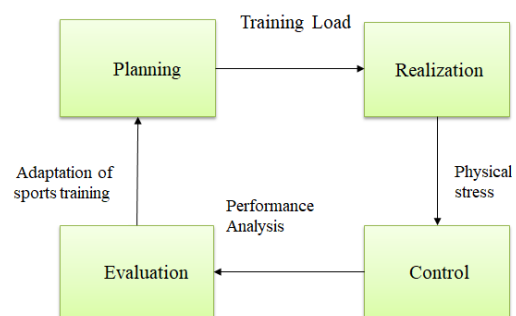 Training Load
Planning
Realization
Adaptation of
sports training
Physical
stress
Performance
Analysis
Evaluation
Control